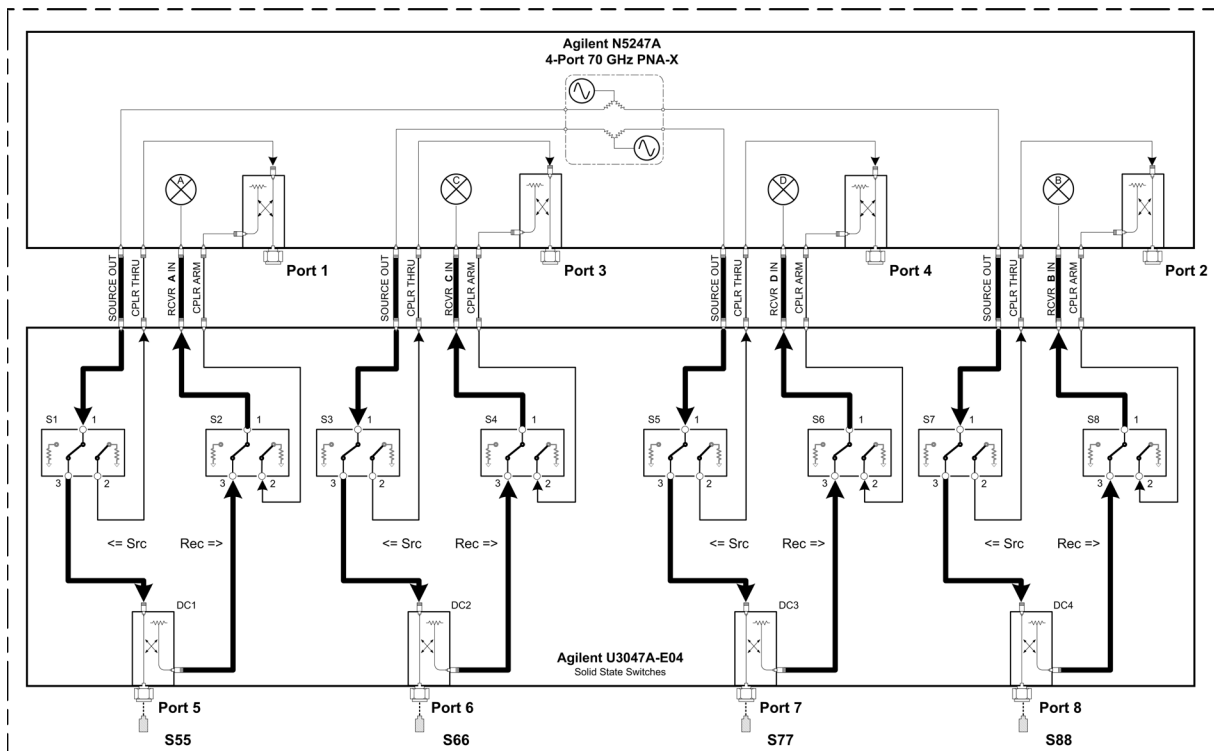 Agilent N5247A
4-Port 70 GHz PNA-X
A
C
D
B
Port 1
Port 3
Port 4
Port 2
SOURCE OUT
CPLR THRU
RCVR A IN
CPLR ARM
SOURCE OUT
CPLR THRU
RCVR C IN
CPLR ARM
SOURCE OUT
CPLR THRU
RCVR D IN
CPLR ARM
SOURCE OUT
CPLR THRU
RCVR B IN
CPLR ARM
S1 1
S2 1
S3 1
S4 1
S5 1
S6 1
S7 1
S8 1
3 2
3 2
3 2
3 2
3 2
3 2
3 2
3 2
<= Src Rec =>
<= Src Rec =>
<= Src Rec =>
<= Src Rec =>
DC1
DC2
DC3
DC4
Agilent U3047A-E04
Solid State Switches
Port 5
Port 6
Port 7
Port 8
S55
S66
S77
S88